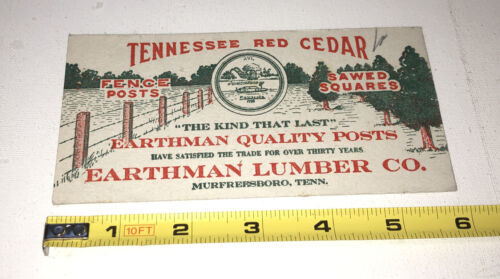 TENNESSEE RED CEDAR
FENCE
POSTS
SAWED
SQUARES
"THE KIND THAT LAST"
EARTHMAN QUALITY POSTS
HAVE SATISFIED THE TRADE FOR OVER THIRTY YEARS
EARTHMAN LUMBER CO.
MURFREESBORO, TENN.
1
10FT
2
3
4
5
6